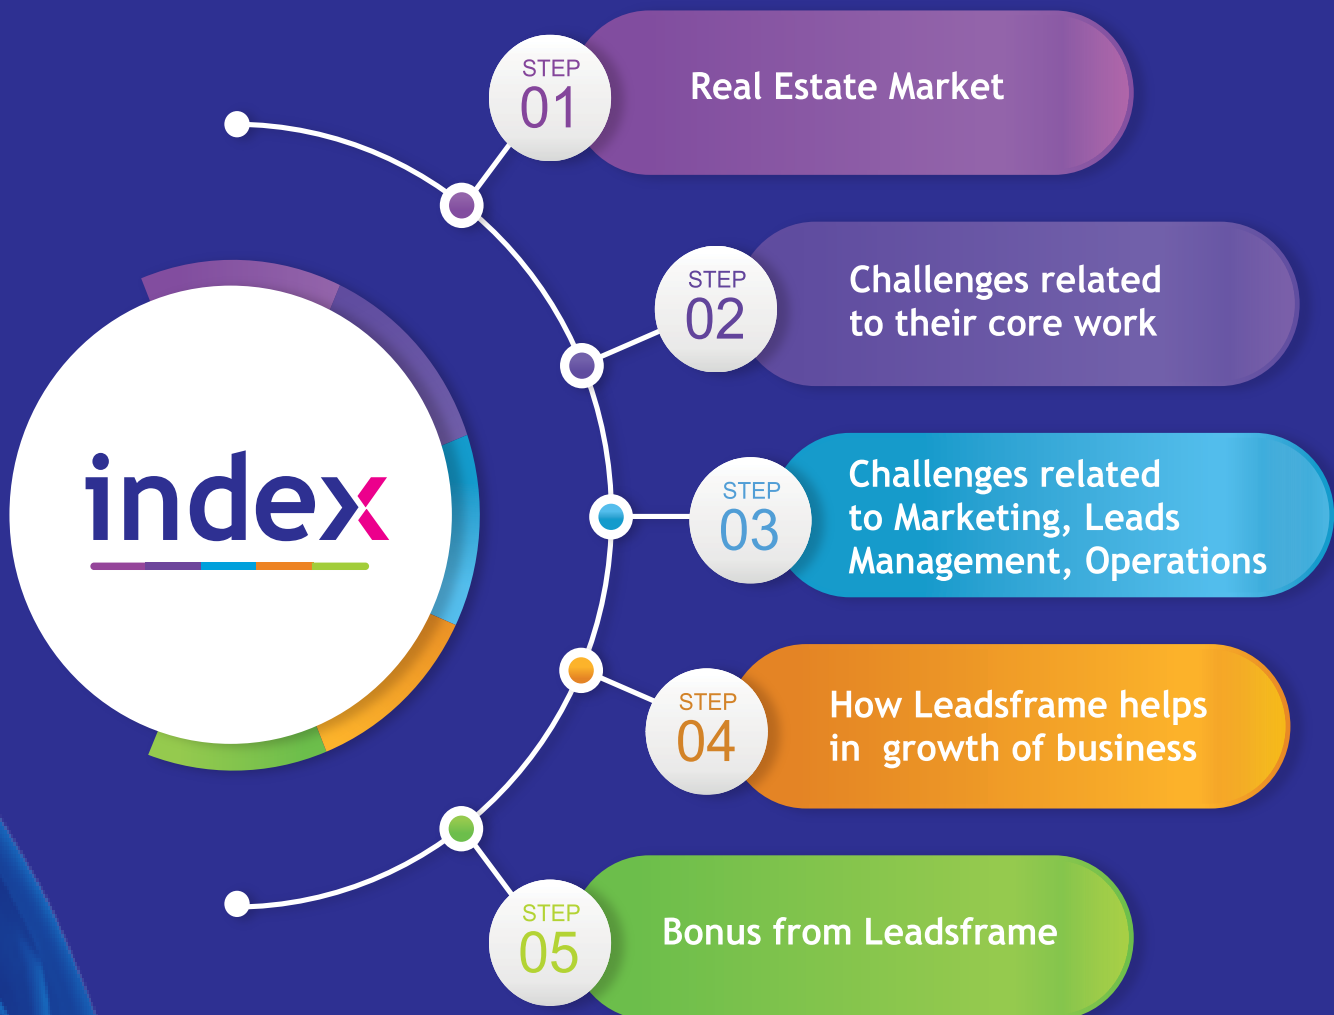 STEP
01
Real Estate Market
STEP
02
Challenges related
to their core work
index
STEP
03
Challenges related
to Marketing, Leads
Management, Operations
STEP
04
How Leadsframe helps
in  growth of business
STEP
05
Bonus from Leadsframe